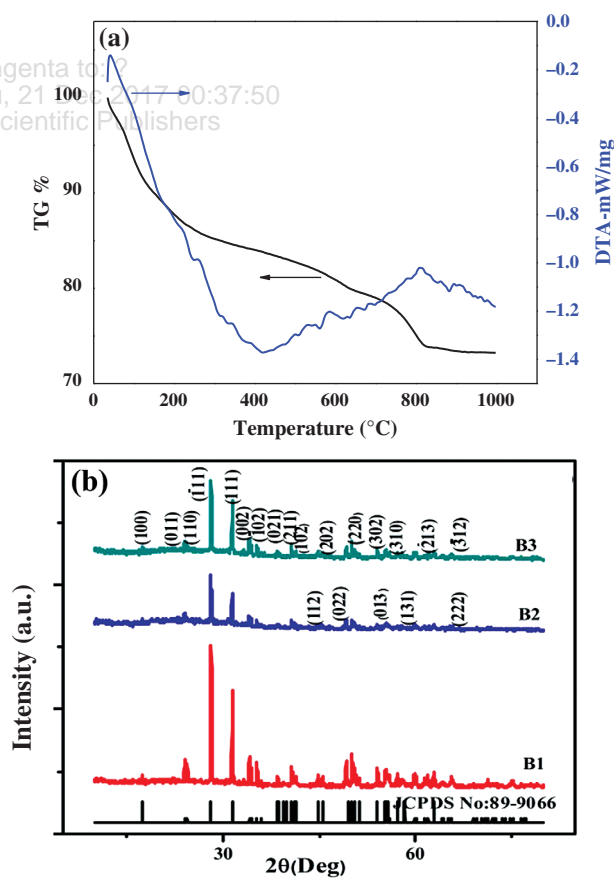 (a)
genta to: ?
, 21 Dec 2017 00:37:50
cientific Publishers
100
90
80
70
TG %
0.0
−0.2
−0.4
−0.6
−0.8
−1.0
−1.2
−1.4
DTA-mW/mg
0 200 400 600 800 1000
Temperature (°C)
(b)
(100) (011) (110) (1̄11) (111) (002) (102) (021) (211) (102) (202) (220) (302) (310) (213) (312)
B3
(112) (022) (013) (131) (222)
B2
B1
JCPDS No:89-9066
Intensity (a.u.)
30 60
2θ(Deg)